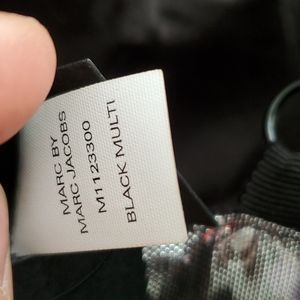 MARC BY
MARC JACOBS
M1123300
BLACK MULTI